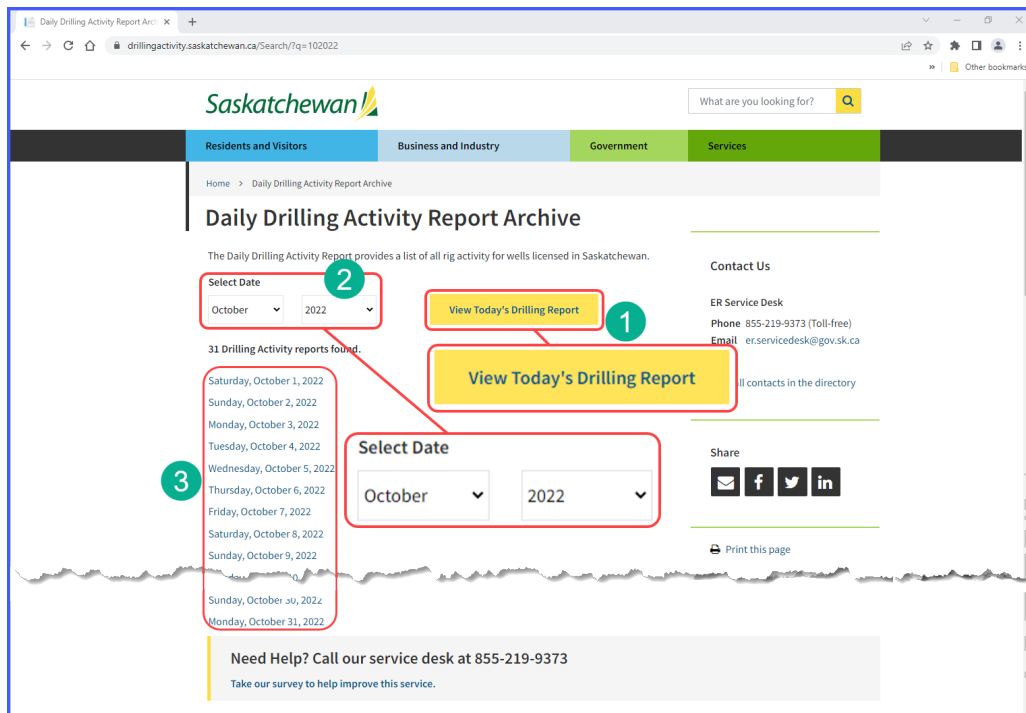 Daily Drilling Activity Report Arch
drillingactivity.saskatchewan.ca/Search/?q=102022
Other bookmarks
Saskatchewan
What are you looking for?
Residents and Visitors
Business and Industry
Government
Services
Home > Daily Drilling Activity Report Archive
Daily Drilling Activity Report Archive
The Daily Drilling Activity Report provides a list of all rig activity for wells licensed in Saskatchewan.
Select Date
2
October
2022
View Today's Drilling Report
1
31 Drilling Activity reports found.
View Today's Drilling Report
Saturday, October 1, 2022
Sunday, October 2, 2022
Monday, October 3, 2022
Tuesday, October 4, 2022
Wednesday, October 5, 2022
Thursday, October 6, 2022
Friday, October 7, 2022
Saturday, October 8, 2022
Sunday, October 9, 2022
3
Select Date
October
2022
Sunday, October 30, 2022
Monday, October 31, 2022
Contact Us
ER Service Desk
Phone 855-219-9373 (Toll-free)
Email er.servicedesk@gov.sk.ca
all contacts in the directory
Share
Print this page
Need Help? Call our service desk at 855-219-9373
Take our survey to help improve this service.